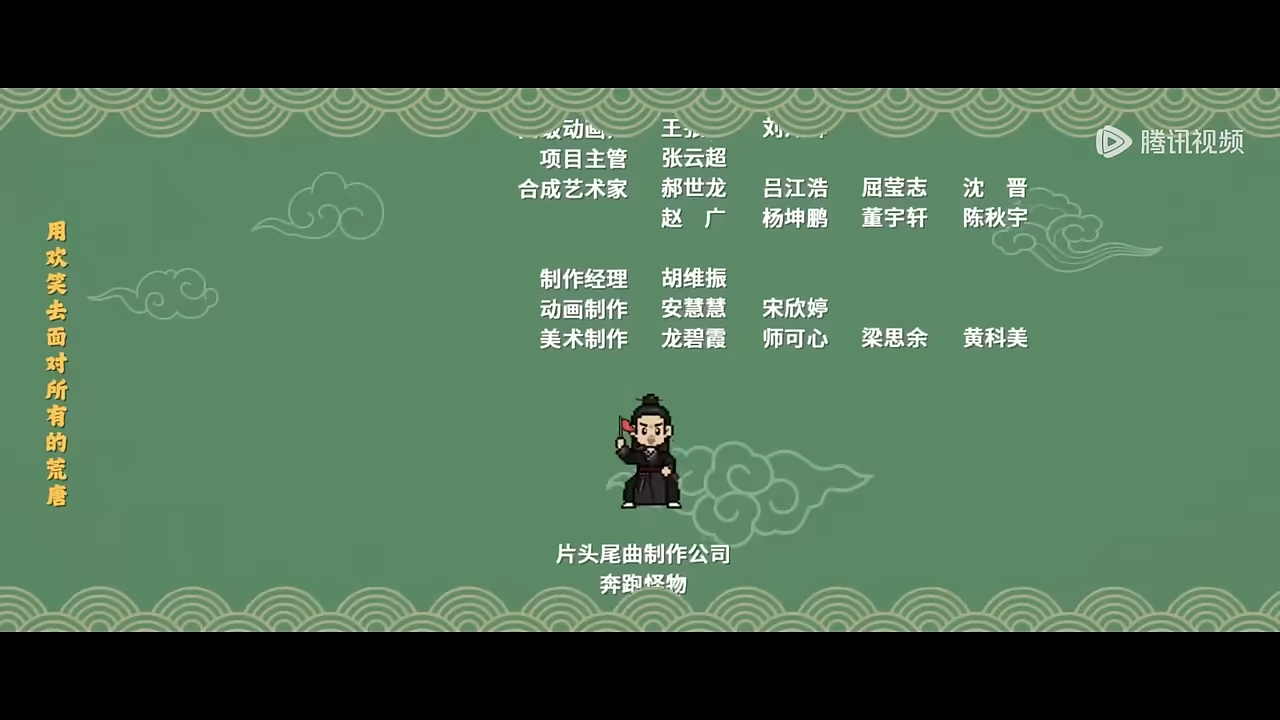 腾讯视频
项目主管 张云超
合成艺术家 郝世龙 吕江浩 屈莹志 沈 晋
赵 广 杨坤鹏 董宇轩 陈秋宇
制作经理 胡维振
动画制作 安慧慧 宋欣婷
美术制作 龙碧霞 师可心 梁思余 黄科美
片头尾曲制作公司
奔跑怪物
用欢笑去面对所有的荒唐